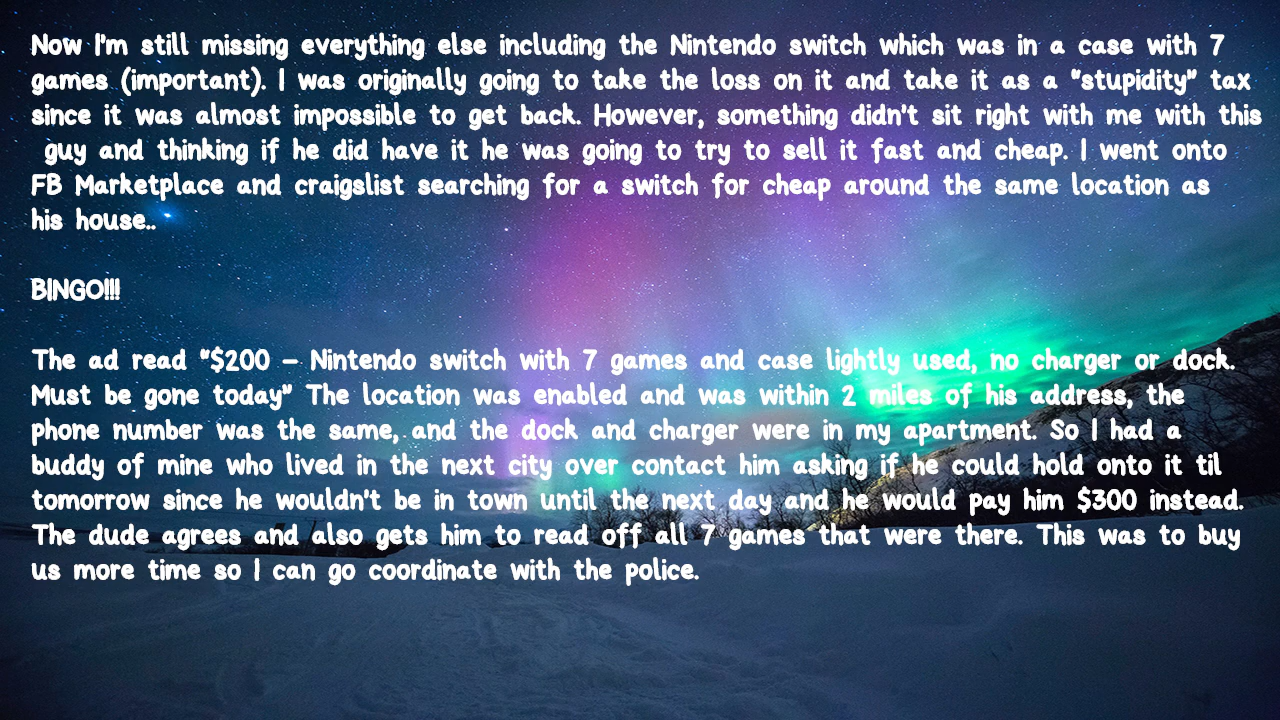 Now I'm still missing everything else including the Nintendo switch which was in a case with 7
games (important). I was originally going to take the loss on it and take it as a "stupidity" tax
since it was almost impossible to get back. However, something didn't sit right with me with this
guy and thinking if he did have it he was going to try to sell it fast and cheap. I went onto
FB Marketplace and craigslist searching for a switch for cheap around the same location as
his house..
BINGO!!!
The ad read "$200 – Nintendo switch with 7 games and case lightly used, no charger or dock.
Must be gone today" The location was enabled and was within 2 miles of his address, the
phone number was the same, and the dock and charger were in my apartment. So I had a
buddy of mine who lived in the next city over contact him asking if he could hold onto it til
tomorrow since he wouldn't be in town until the next day and he would pay him $300 instead.
The dude agrees and also gets him to read off all 7 games that were there. This was to buy
us more time so I can go coordinate with the police.